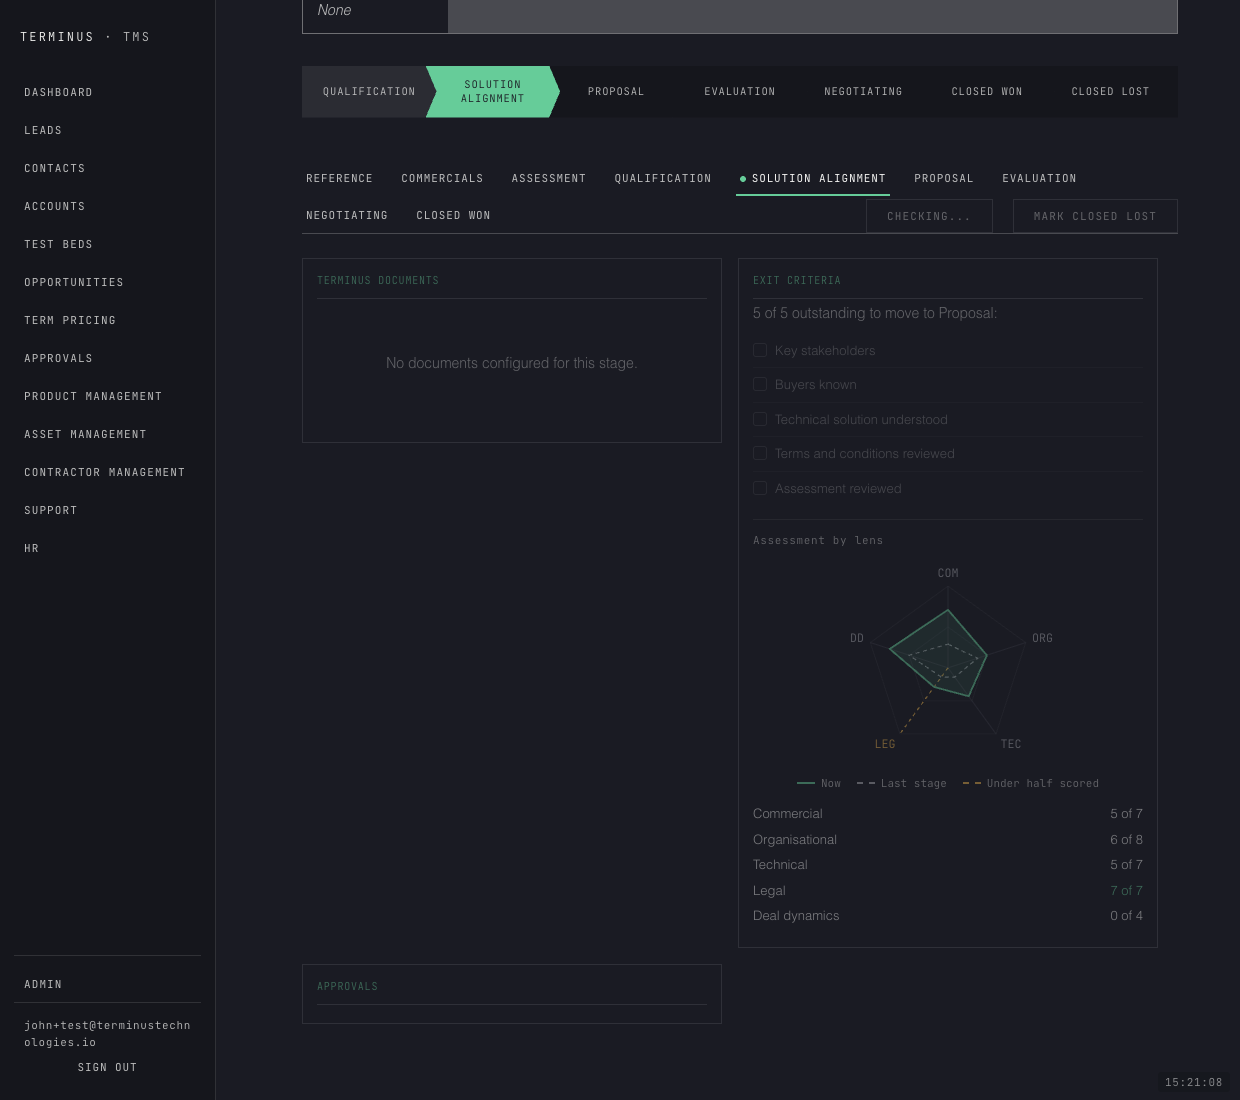 None
TERMINUS · TMS
DASHBOARD
LEADS
CONTACTS
ACCOUNTS
TEST BEDS
OPPORTUNITIES
TERM PRICING
APPROVALS
PRODUCT MANAGEMENT
ASSET MANAGEMENT
CONTRACTOR MANAGEMENT
SUPPORT
HR
ADMIN
john+test@terminustechn
ologies.io
SIGN OUT
QUALIFICATION
SOLUTION
ALIGNMENT
PROPOSAL
EVALUATION
NEGOTIATING
CLOSED WON
CLOSED LOST
REFERENCE COMMERCIALS ASSESSMENT QUALIFICATION SOLUTION ALIGNMENT PROPOSAL EVALUATION
NEGOTIATING CLOSED WON CHECKING... MARK CLOSED LOST
TERMINUS DOCUMENTS
No documents configured for this stage.
EXIT CRITERIA
5 of 5 outstanding to move to Proposal:
Key stakeholders
Buyers known
Technical solution understood
Terms and conditions reviewed
Assessment reviewed
Assessment by lens
COM
DD
ORG
LEG
TEC
Now Last stage Under half scored
Commercial 5 of 7
Organisational 6 of 8
Technical 5 of 7
Legal 7 of 7
Deal dynamics 0 of 4
APPROVALS
15:21:08